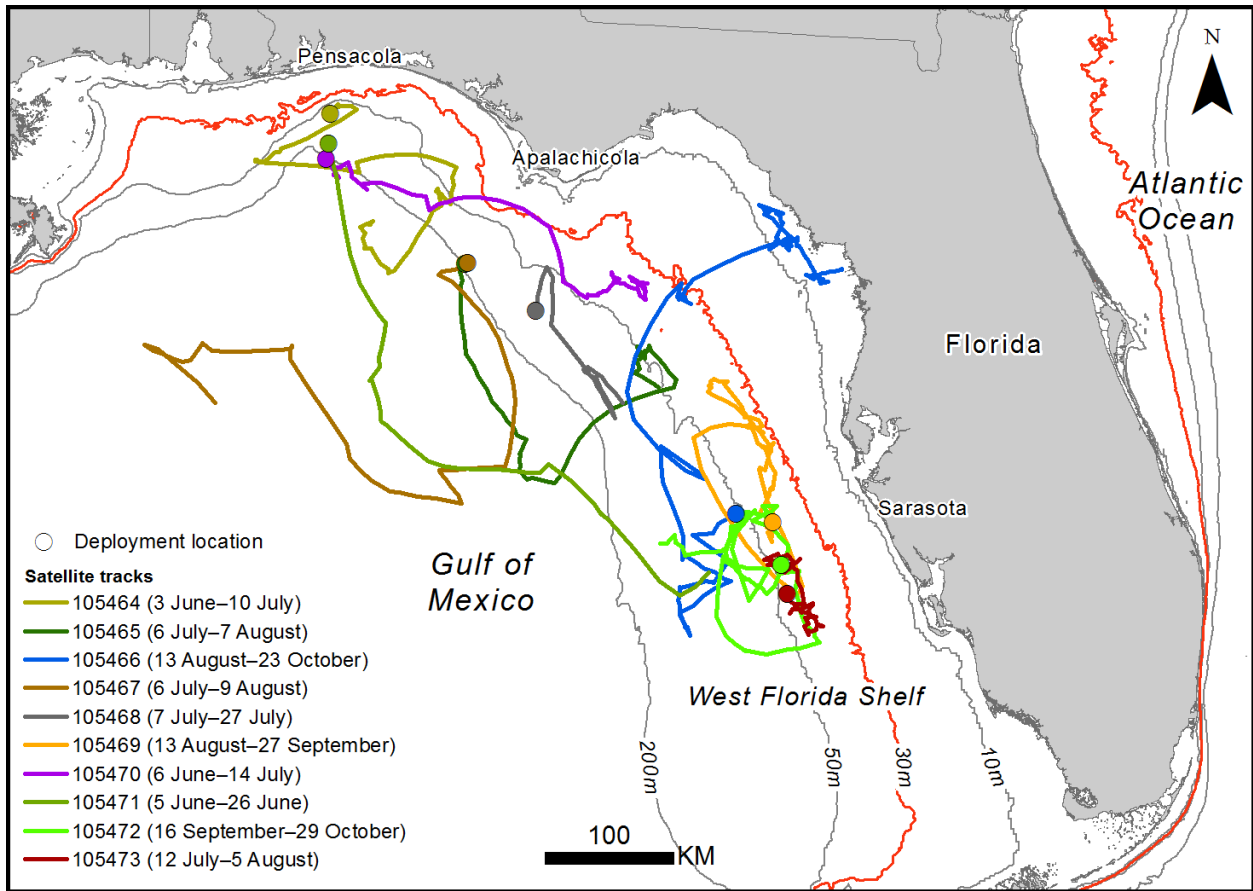 Pensacola
N
Apalachicola
Atlantic
Ocean
Florida
Sarasota
Deployment location
Gulf of
Mexico
Satellite tracks
105464 (3 June–10 July)
105465 (6 July–7 August)
105466 (13 August–23 October)
105467 (6 July–9 August)
105468 (7 July–27 July)
105469 (13 August–27 September)
105470 (6 June–14 July)
105471 (5 June–26 June)
105472 (16 September–29 October)
105473 (12 July–5 August)
West Florida Shelf
200m
50m
30m
10m
100
KM